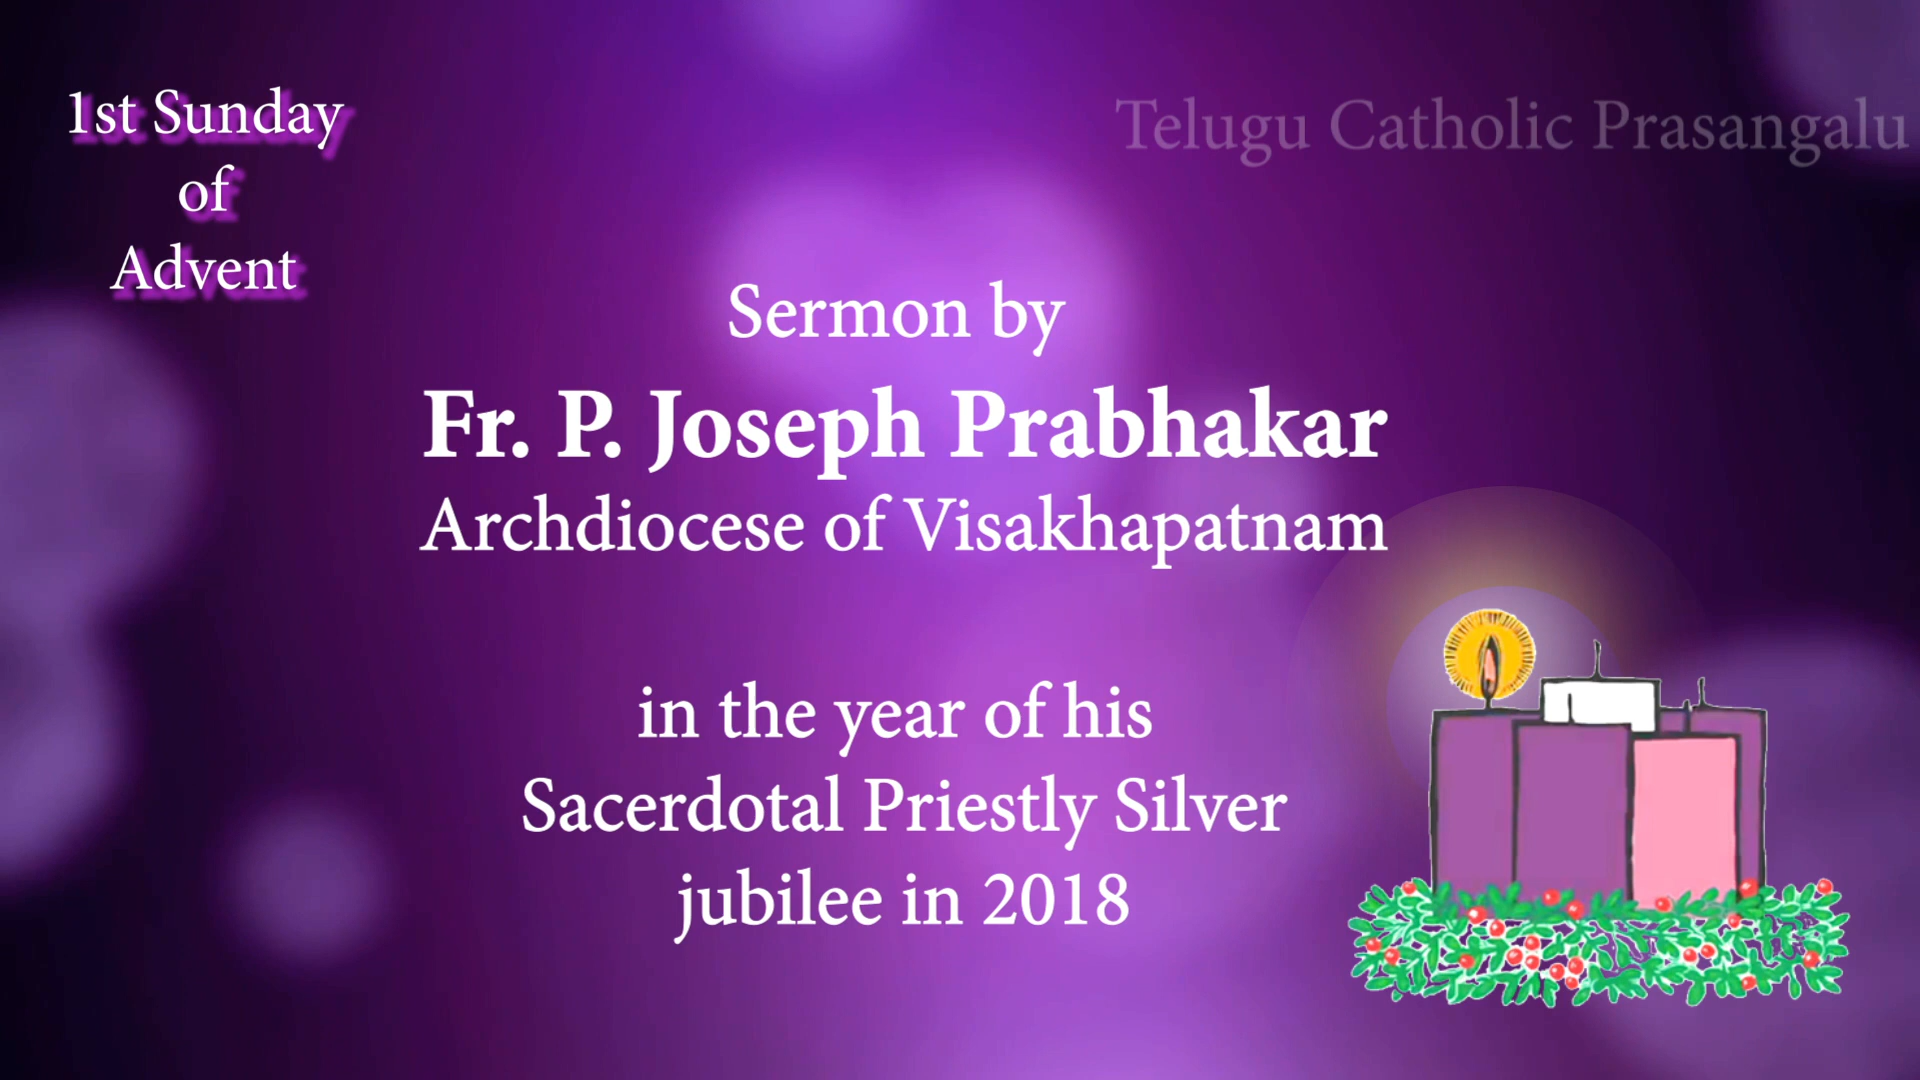 1st Sunday
of
Advent
Telugu Catholic Prasangalu
Sermon by
Fr. P. Joseph Prabhakar
Archdiocese of Visakhapatnam
in the year of his
Sacerdotal Priestly Silver
jubilee in 2018